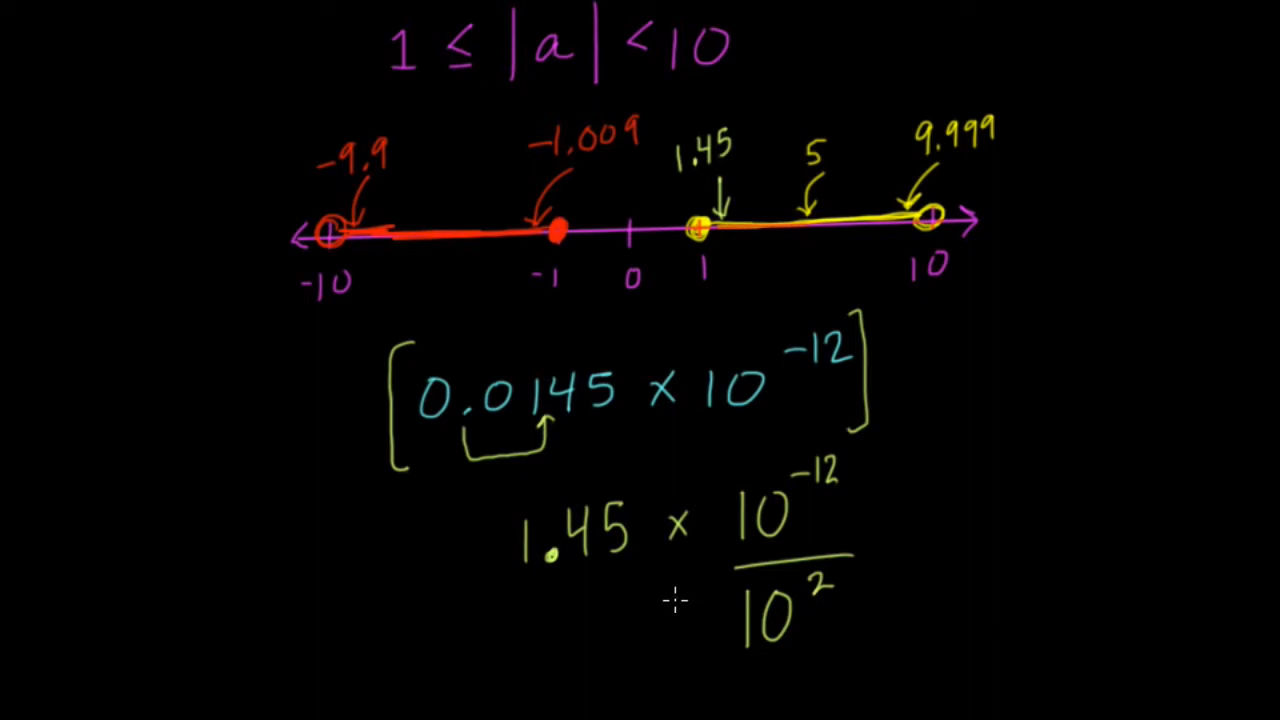 1 ≤ |a| < 10
-9.9 -1.009 1.45 5 9.999
-10 -1 0 1 10
[0.0145 × 10^-12]
1.45 × 10^-12 / 10^2